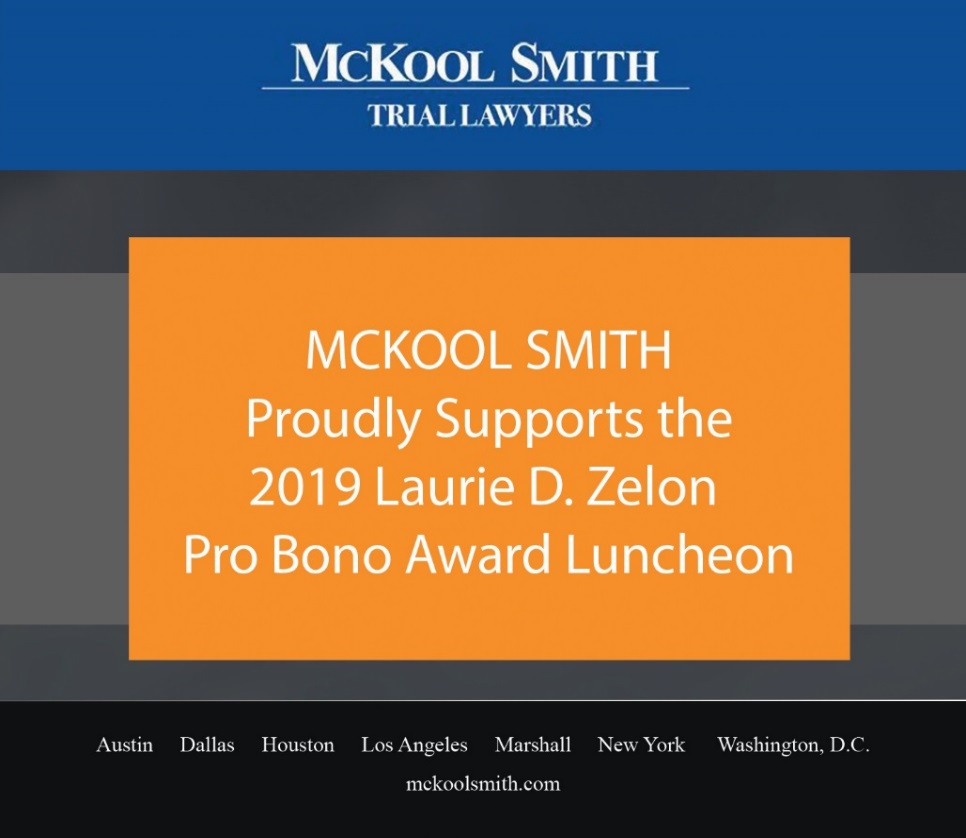 McKool Smith
TRIAL LAWYERS
MCKOOL SMITH
Proudly Supports the
2019 Laurie D. Zelon
Pro Bono Award Luncheon
Austin Dallas Houston Los Angeles Marshall New York Washington, D.C.
mckoolsmith.com